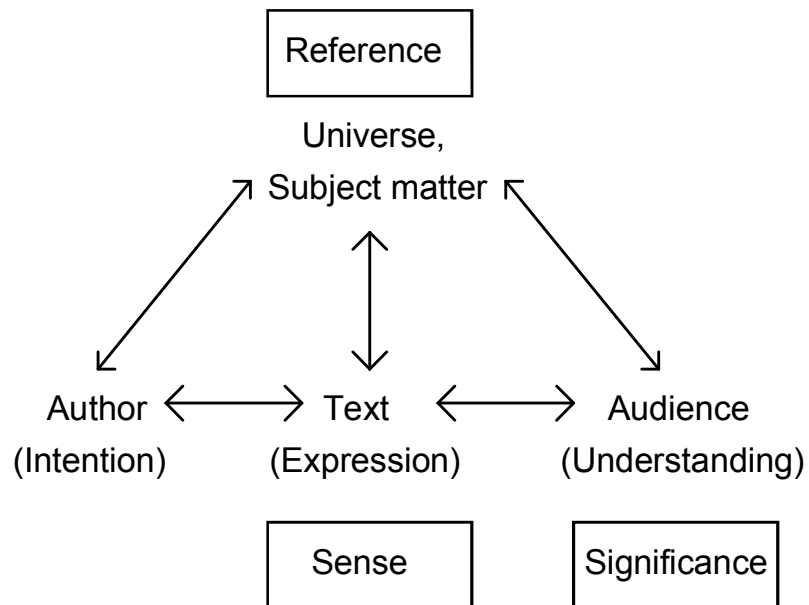 Reference
Universe,
Subject matter
Author Text Audience
(Intention) (Expression) (Understanding)
Sense Significance